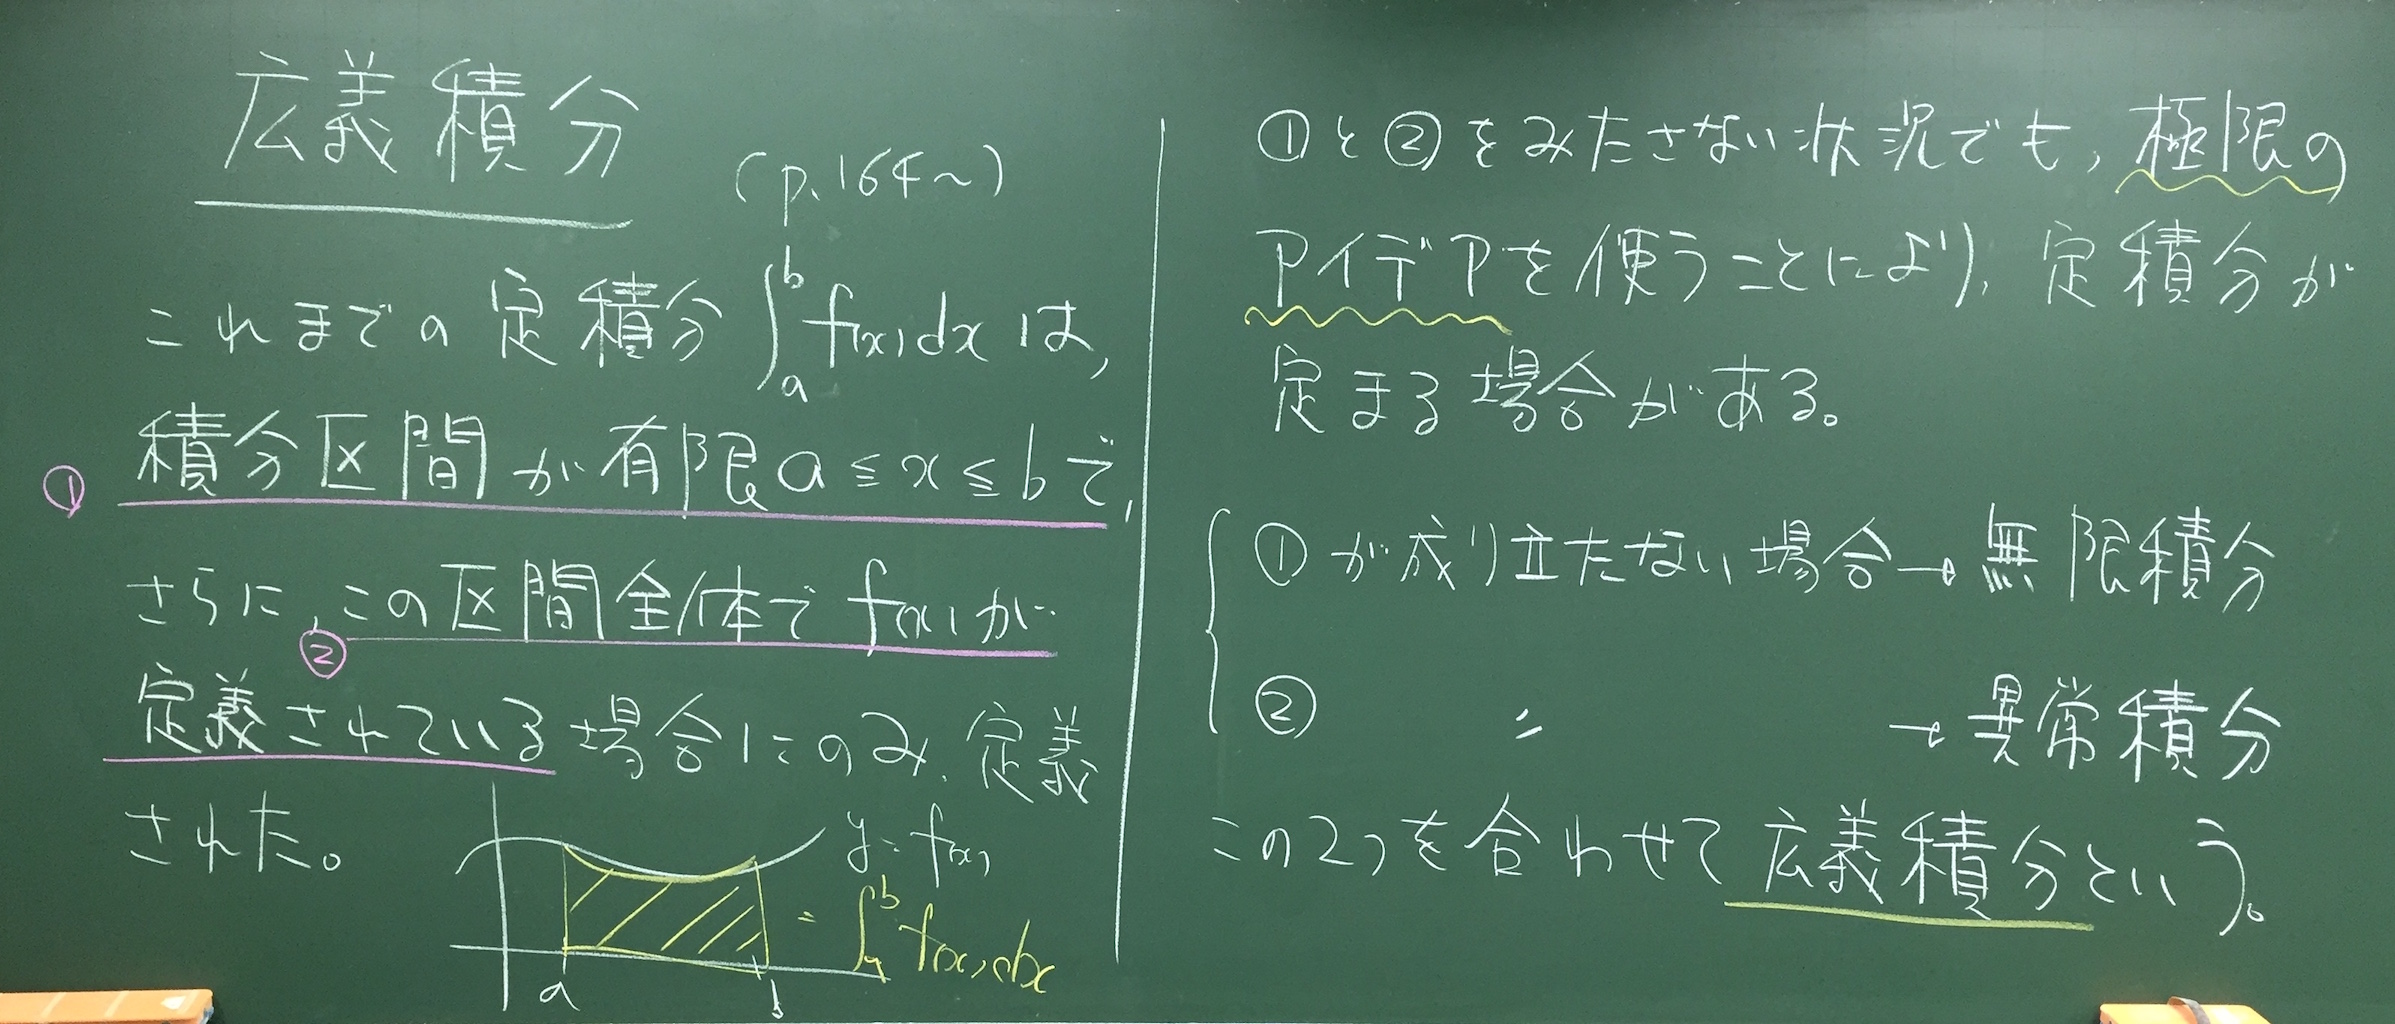 広義積分
(p.164~)
これまでの定積分 ∫_a^b f(x)dx は,
① 積分区間が有限 a≦x≦b で,
さらに,この区間全体で f(x) が
②
定義されている場合にのみ,定義
された。
y=f(x)
= ∫_a^b f(x)dx
a b
①と②をみたさない状況でも,極限の
アイデアを使うことにより,定積分が
定まる場合がある。
①が成り立たない場合→無限積分
② 〃 →異常積分
この2つを合わせて広義積分という。